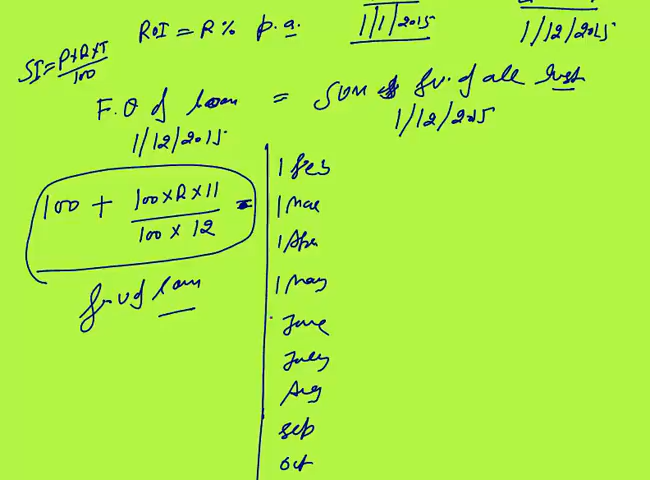 SI = P×R×T/100
ROI = R% p.a.
1/1/2015
1/12/2015
F.V of loan = SUM of fv. of all Inst
1/12/2015
1/12/2015
100 + 100×R×11/100×12 =
fu. v of loan
1 Feb
1 Mar
1 Apr
1 May
June
July
Aug
sep
oct